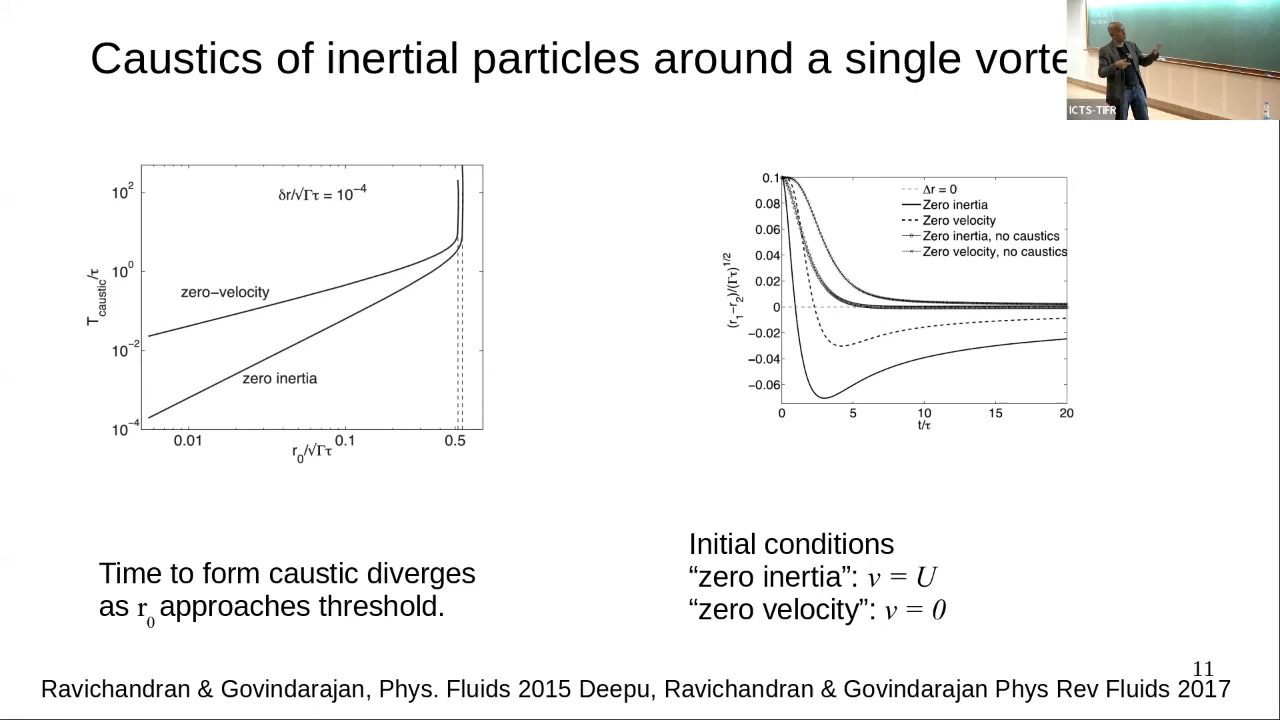 Caustics of inertial particles around a single vorte
ICTS-TIFR
δr/√Γτ = 10⁻⁴
10²
10⁰
10⁻²
10⁻⁴
T_caustic/τ
zero−velocity
zero inertia
0.01
0.1
0.5
r₀/√Γτ
0.1
0.08
0.06
0.04
0.02
0
−0.02
−0.04
−0.06
(r₁−r₂)/(Γτ)^1/2
Δr = 0
Zero inertia
Zero velocity
Zero inertia, no caustics
Zero velocity, no caustics
0
5
10
15
20
t/τ
Time to form caustic diverges
as r₀ approaches threshold.
Initial conditions
“zero inertia”: v = U
“zero velocity”: v = 0
11
Ravichandran & Govindarajan, Phys. Fluids 2015 Deepu, Ravichandran & Govindarajan Phys Rev Fluids 2017